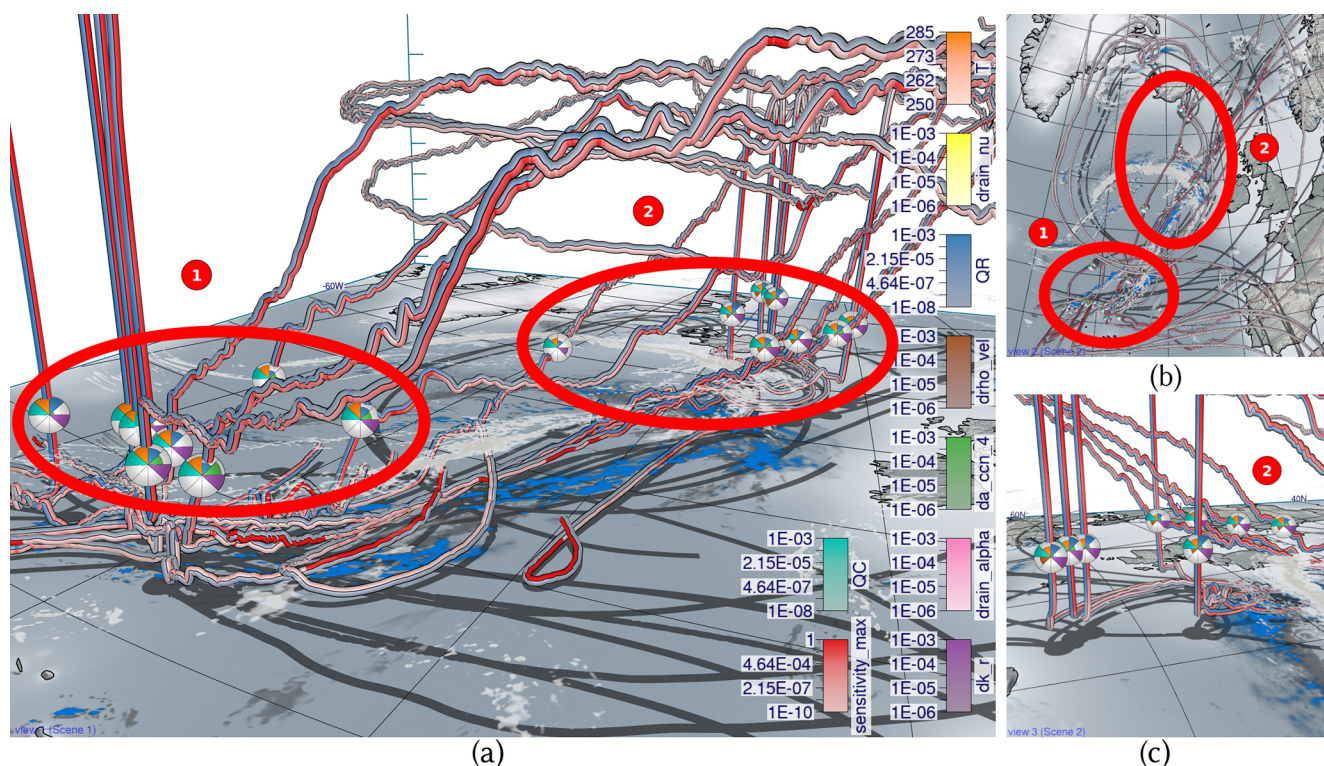 285
273
262
250
T
1E-03
1E-04
1E-05
1E-06
drain_nu
1E-03
2.15E-05
4.64E-07
1E-08
QR
1E-03
1E-04
1E-05
1E-06
drho_vel
1E-03
1E-04
1E-05
1E-06
da_ccn_4
1E-03
2.15E-05
4.64E-07
1E-08
QC
1E-03
1E-04
1E-05
1E-06
drain_alpha
1
4.64E-04
2.15E-07
1E-10
sensitivity_max
1E-03
1E-04
1E-05
1E-06
dk_r
1
2
-60W
view 1 (Scene 1)
(a)
2
1
view 2 (Scene 2)
(b)
2
40N
60N
view 3 (Scene 2)
(c)